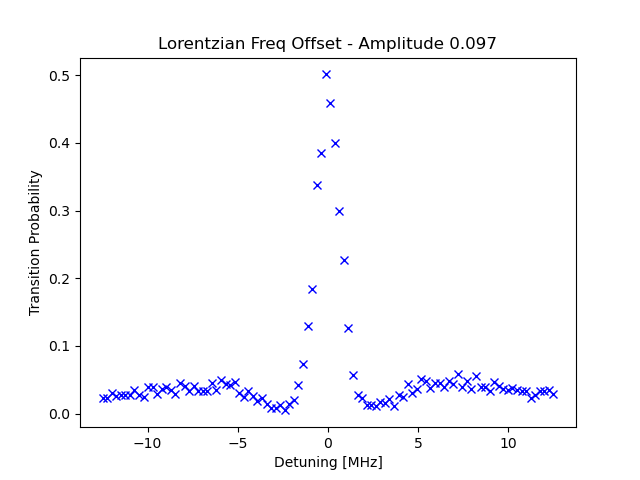 Lorentzian Freq Offset - Amplitude 0.097
0.5
0.4
0.3
0.2
0.1
0.0
Transition Probability
−10 −5 0 5 10
Detuning [MHz]